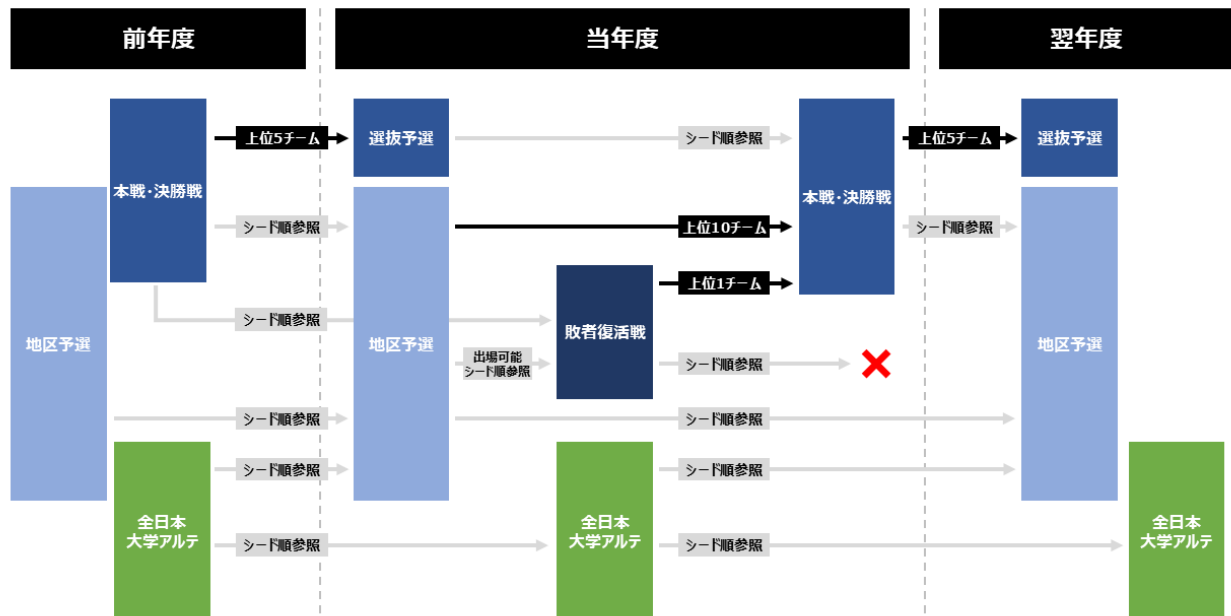 前年度
当年度
翌年度
上位5チーム
選抜予選
シード順参照
上位5チーム
選抜予選
本戦・決勝戦
本戦・決勝戦
シード順参照
上位10チーム
シード順参照
上位1チーム
シード順参照
敗者復活戦
地区予選
地区予選
地区予選
出場可能
シード順参照
シード順参照
シード順参照
シード順参照
シード順参照
シード順参照
全日本
大学アルテ
全日本
大学アルテ
全日本
大学アルテ
シード順参照
シード順参照